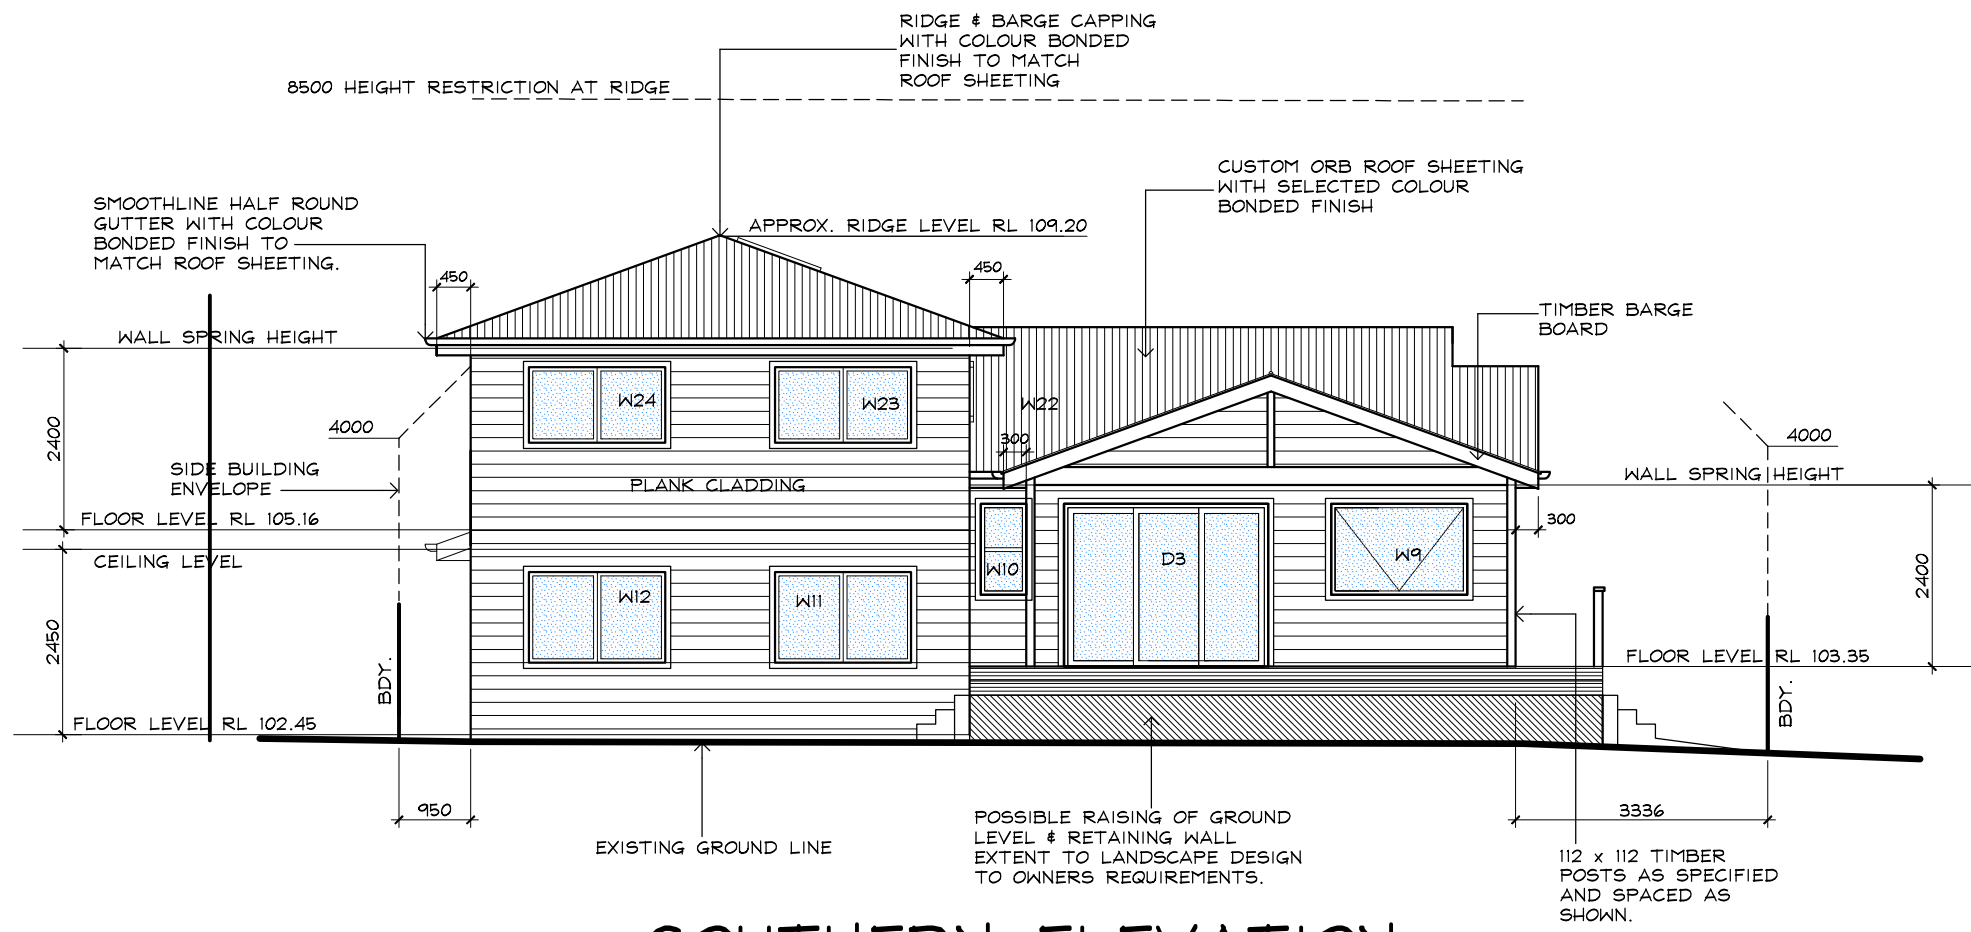 RIDGE & BARGE CAPPING
WITH COLOUR BONDED
FINISH TO MATCH
ROOF SHEETING
8500 HEIGHT RESTRICTION AT RIDGE
CUSTOM ORB ROOF SHEETING
WITH SELECTED COLOUR
BONDED FINISH
SMOOTHLINE HALF ROUND
GUTTER WITH COLOUR
BONDED FINISH TO
MATCH ROOF SHEETING.
APPROX. RIDGE LEVEL RL 109.20
450
450
TIMBER BARGE
BOARD
WALL SPRING HEIGHT
W24
W23
W22
2400
4000
300
4000
SIDE BUILDING
ENVELOPE
PLANK CLADDING
WALL SPRING HEIGHT
FLOOR LEVEL RL 105.16
300
CEILING LEVEL
W10
D3
W9
2400
W12
W11
2450
BDY.
FLOOR LEVEL RL 103.35
BDY.
FLOOR LEVEL RL 102.45
950
3336
EXISTING GROUND LINE
POSSIBLE RAISING OF GROUND
LEVEL & RETAINING WALL
EXTENT TO LANDSCAPE DESIGN
TO OWNERS REQUIREMENTS.
112 x 112 TIMBER
POSTS AS SPECIFIED
AND SPACED AS
SHOWN.
SOUTHERN ELEVATION